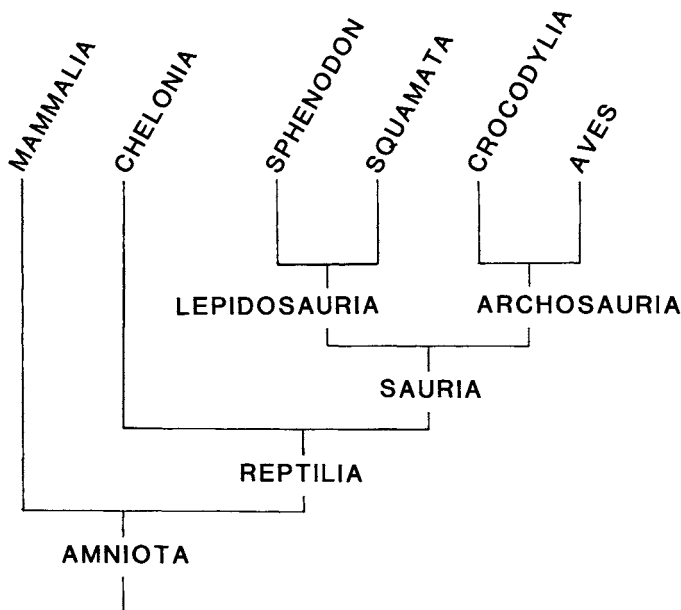 MAMMALIA
CHELONIA
SPHENODON
SQUAMATA
CROCODYLIA
AVES
LEPIDOSAURIA
ARCHOSAURIA
SAURIA
REPTILIA
AMNIOTA